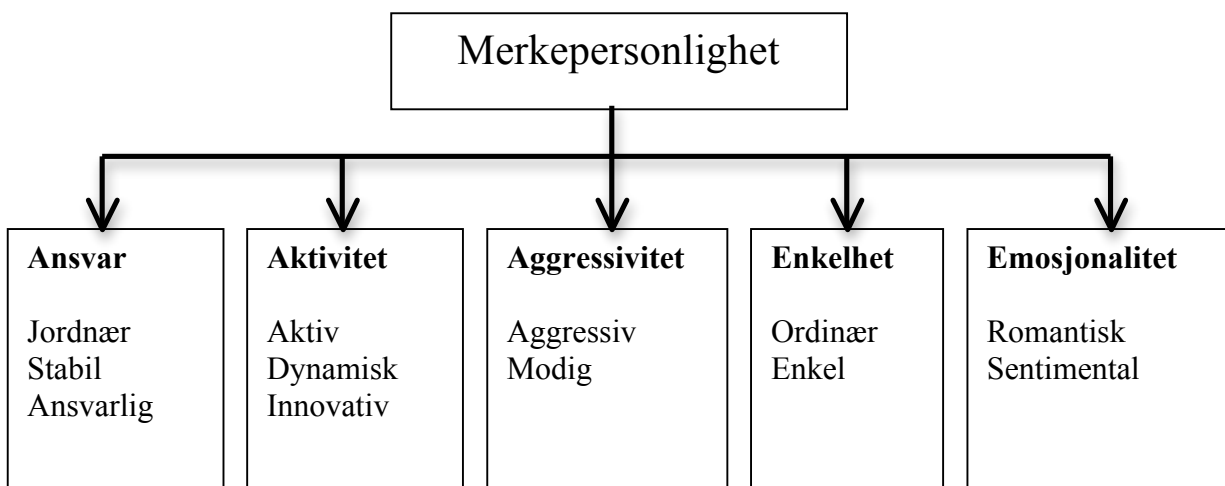 Merkepersonlighet
Ansvar
Jordnær
Stabil
Ansvarlig
Aktivitet
Aktiv
Dynamisk
Innovativ
Aggressivitet
Aggressiv
Modig
Enkelhet
Ordinær
Enkel
Emosjonalitet
Romantisk
Sentimental